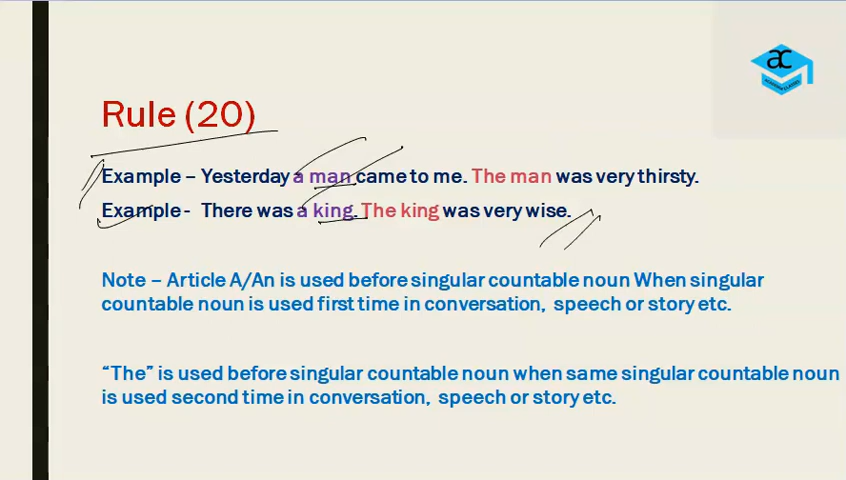 ac
ACADEMIA CLASSES
Rule (20)
Example – Yesterday a man came to me. The man was very thirsty.
Example- There was a king. The king was very wise.
Note – Article A/An is used before singular countable noun When singular
countable noun is used first time in conversation, speech or story etc.
“The” is used before singular countable noun when same singular countable noun
is used second time in conversation, speech or story etc.